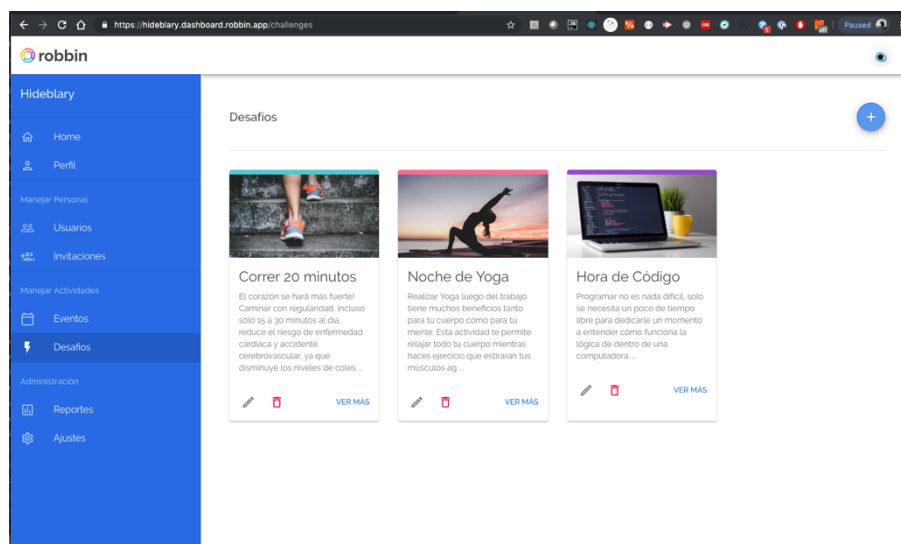 https://hideblary.dashboard.robbin.app/challenges
Paused
robbin
Hideblary
Home
Perfil
Manejar Personal
Usuarios
Invitaciones
Manejar Actividades
Eventos
Desafios
Administración
Reportes
Ajustes
Desafios
Correr 20 minutos
El corazón se hará más fuerte!
Caminar con regularidad, incluso
sólo 15 a 30 minutos al día,
reduce el riesgo de enfermedad
cardiaca y accidente
cerebrovascular, ya que
disminuye los niveles de coles ...
VER MÁS
Noche de Yoga
Realizar Yoga luego del trabajo
tiene muchos beneficios tanto
para tu cuerpo como para tu
mente. Esta actividad te permite
relajar todo tu cuerpo mientras
haces ejercicio que estiraran tus
músculos ag ...
VER MÁS
Hora de Código
Programar no es nada difícil, solo
se necesita un poco de tiempo
libre para dedicarle un momento
a entender cómo funciona la
lógica de dentro de una
computadora. ...
VER MÁS